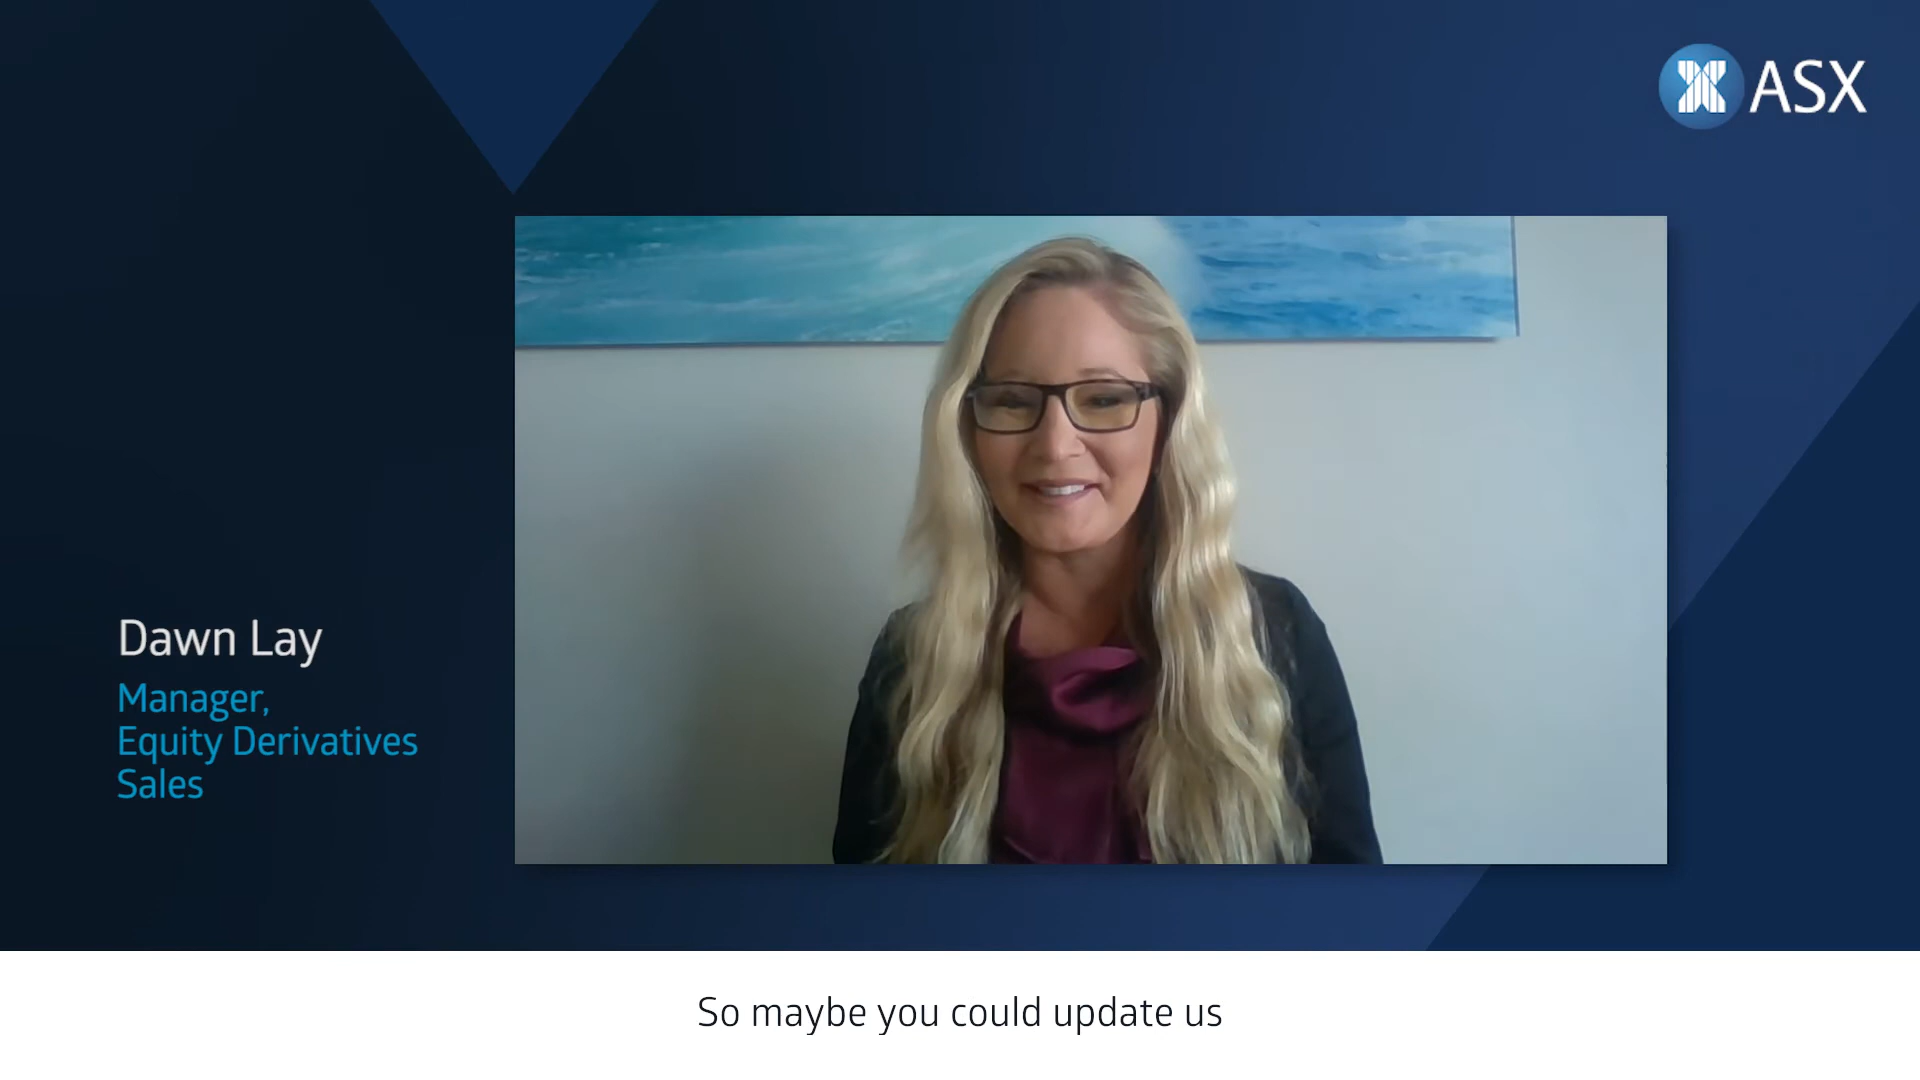 ASX
Dawn Lay
Manager,
Equity Derivatives
Sales
So maybe you could update us